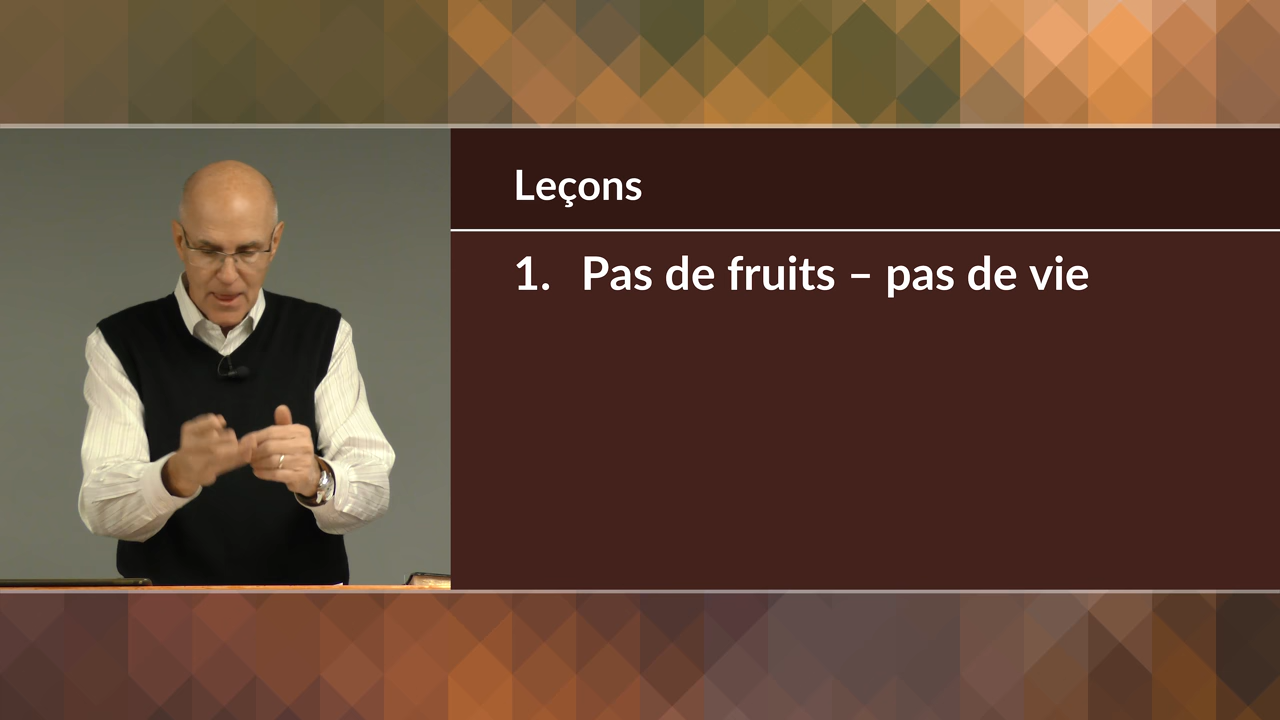 Leçons
1. Pas de fruits – pas de vie